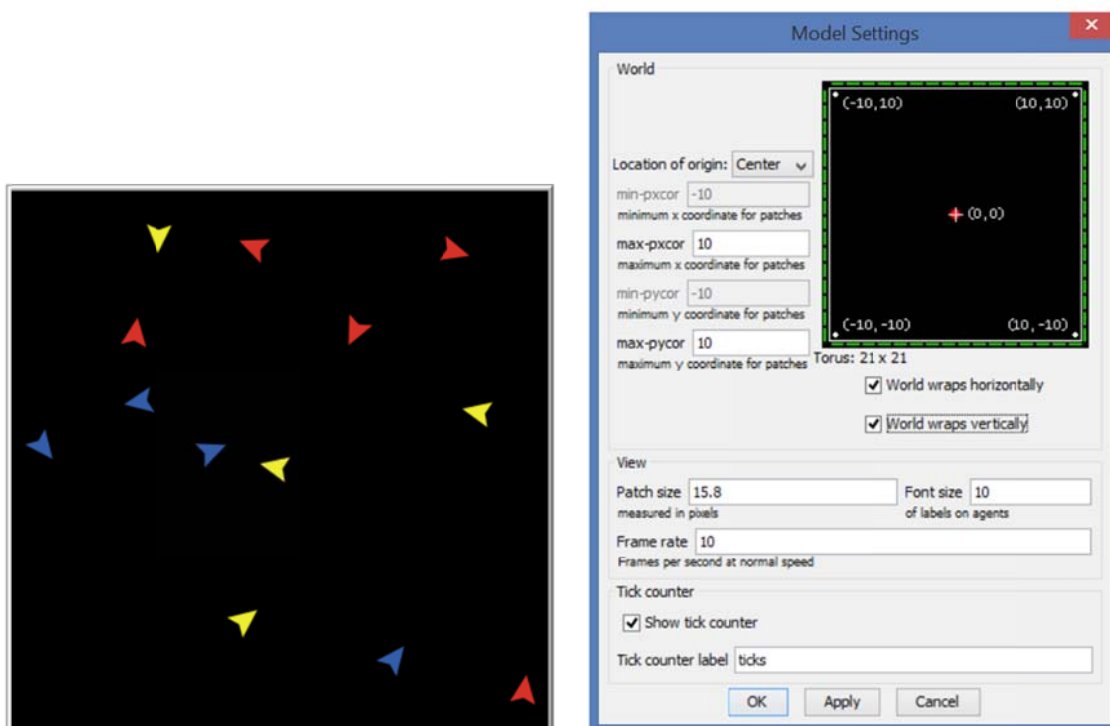 Model Settings
World
(-10,10) (10,10)
Location of origin: Center
min-pxcor -10
minimum x coordinate for patches
(0,0)
max-pxcor 10
maximum x coordinate for patches
min-pycor -10
minimum y coordinate for patches
(-10,-10) (10,-10)
max-pycor 10
maximum y coordinate for patches
Torus: 21 x 21
World wraps horizontally
World wraps vertically
View
Patch size 15.8 Font size 10
measured in pixels of labels on agents
Frame rate 10
Frames per second at normal speed
Tick counter
Show tick counter
Tick counter label ticks
OK Apply Cancel